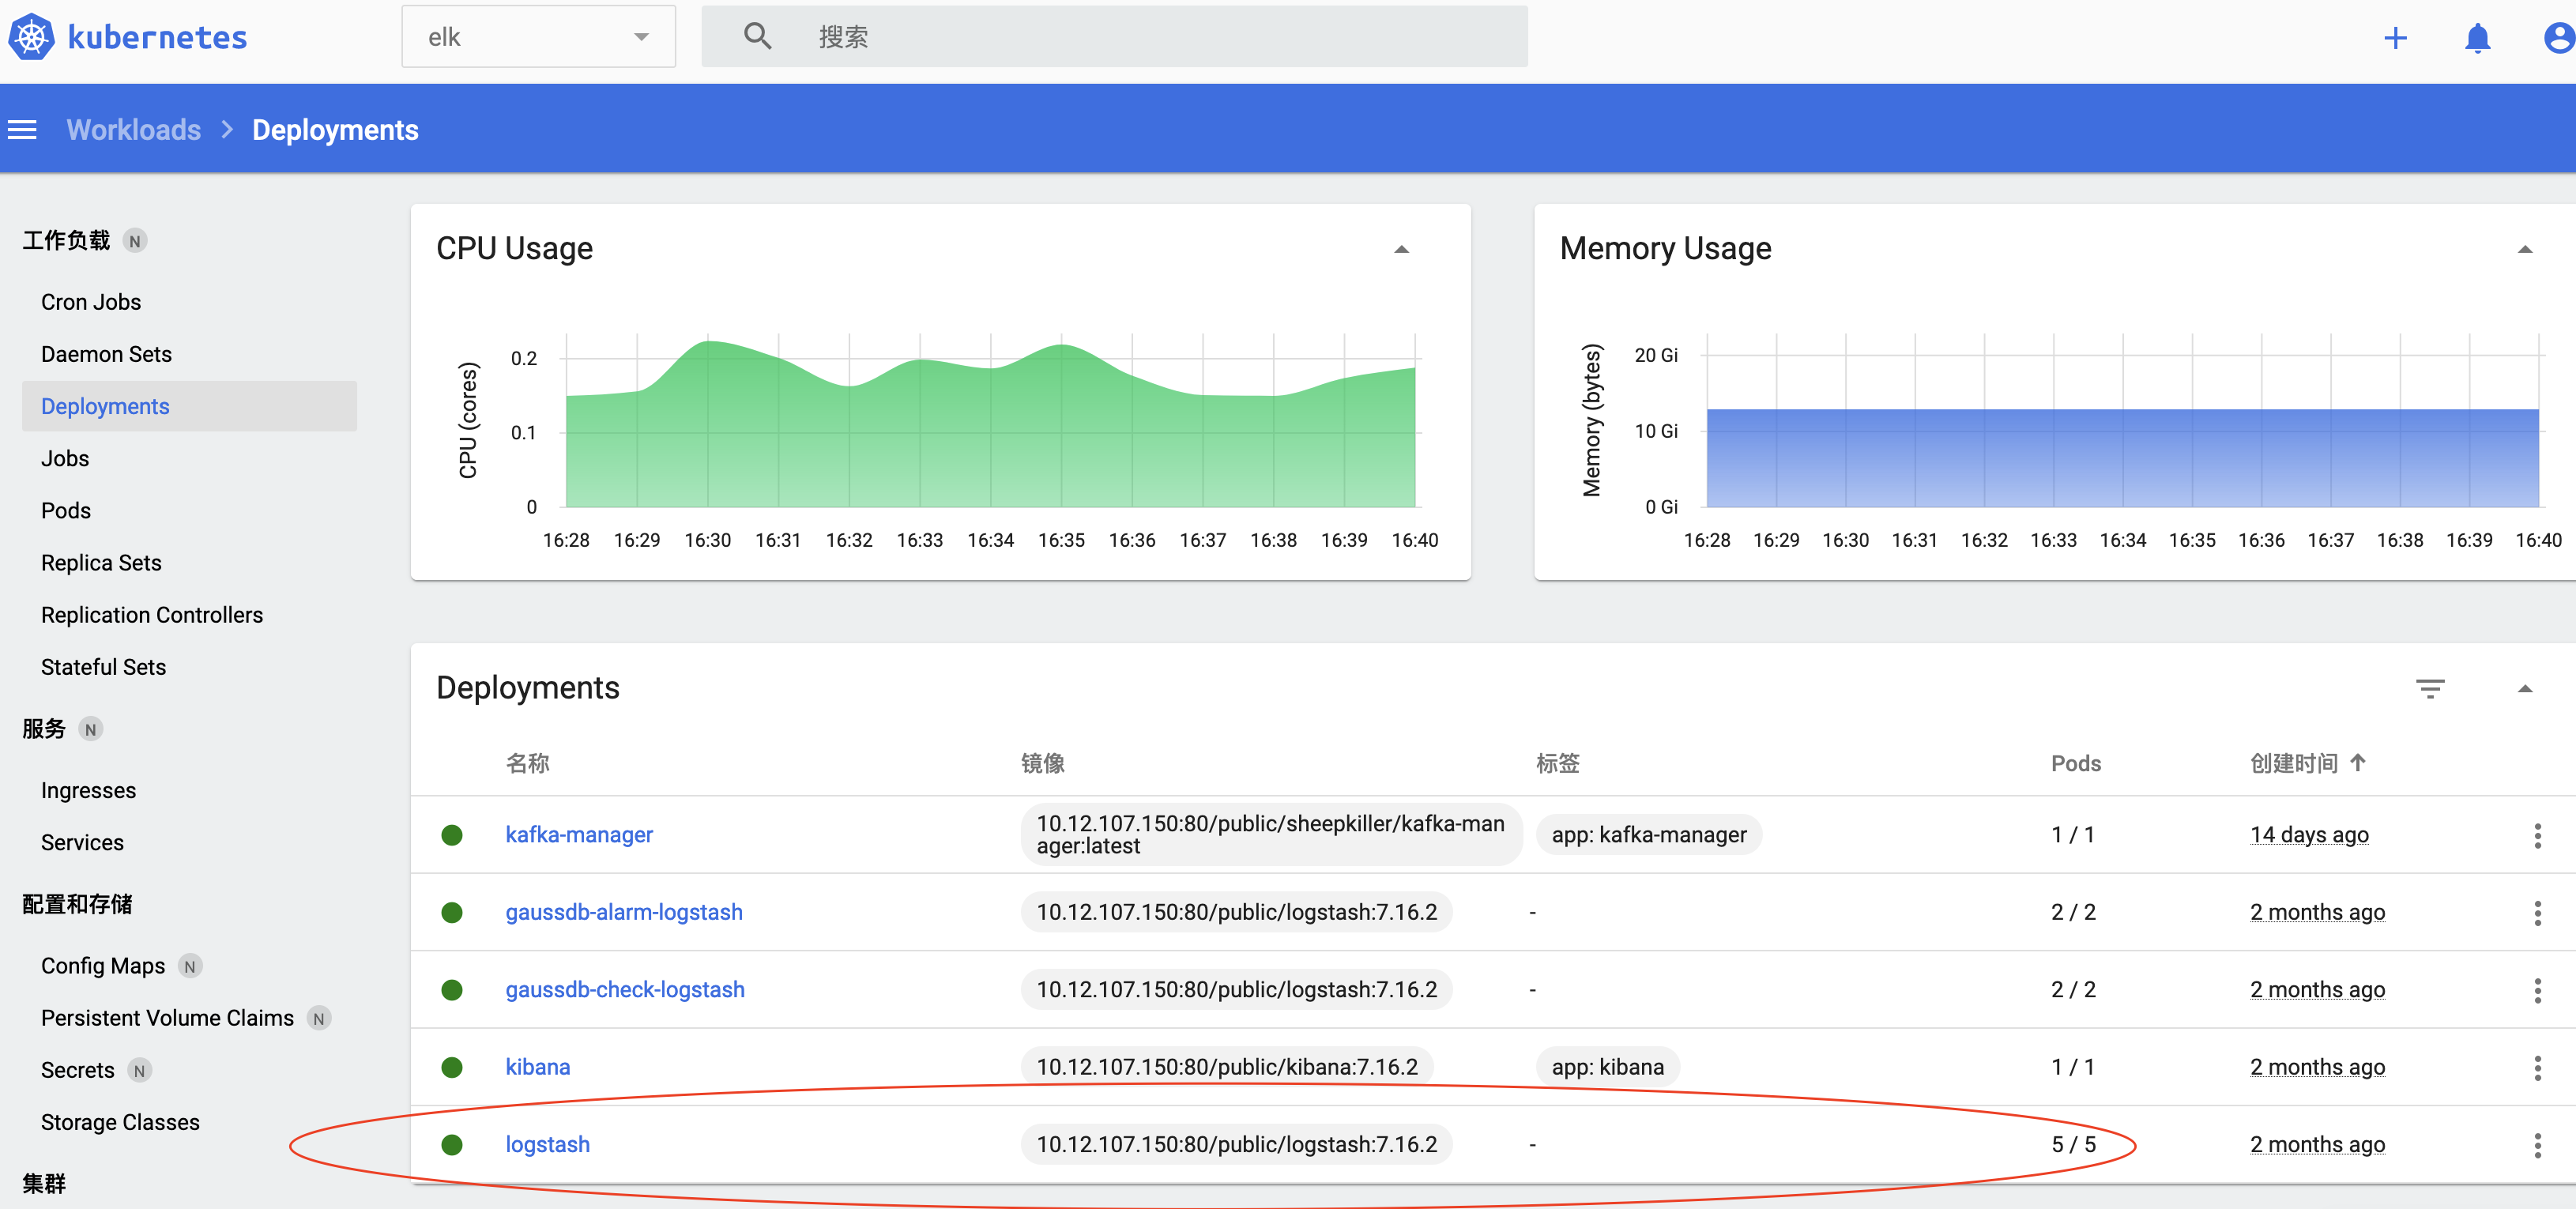 kubernetes
elk
搜索
Workloads > Deployments
工作负载 N
Cron Jobs
Daemon Sets
Deployments
Jobs
Pods
Replica Sets
Replication Controllers
Stateful Sets
服务 N
Ingresses
Services
配置和存储
Config Maps N
Persistent Volume Claims N
Secrets N
Storage Classes
集群
CPU Usage
CPU (cores)
0.2
0.1
0
16:28 16:29 16:30 16:31 16:32 16:33 16:34 16:35 16:36 16:37 16:38 16:39 16:40
Memory Usage
Memory (bytes)
20 Gi
10 Gi
0 Gi
16:28 16:29 16:30 16:31 16:32 16:33 16:34 16:35 16:36 16:37 16:38 16:39 16:40
Deployments
名称 镜像 标签 Pods 创建时间
kafka-manager 10.12.107.150:80/public/sheepkiller/kafka-man
ager:latest app: kafka-manager 1 / 1 14 days ago
gaussdb-alarm-logstash 10.12.107.150:80/public/logstash:7.16.2 - 2 / 2 2 months ago
gaussdb-check-logstash 10.12.107.150:80/public/logstash:7.16.2 - 2 / 2 2 months ago
kibana 10.12.107.150:80/public/kibana:7.16.2 app: kibana 1 / 1 2 months ago
logstash 10.12.107.150:80/public/logstash:7.16.2 - 5 / 5 2 months ago